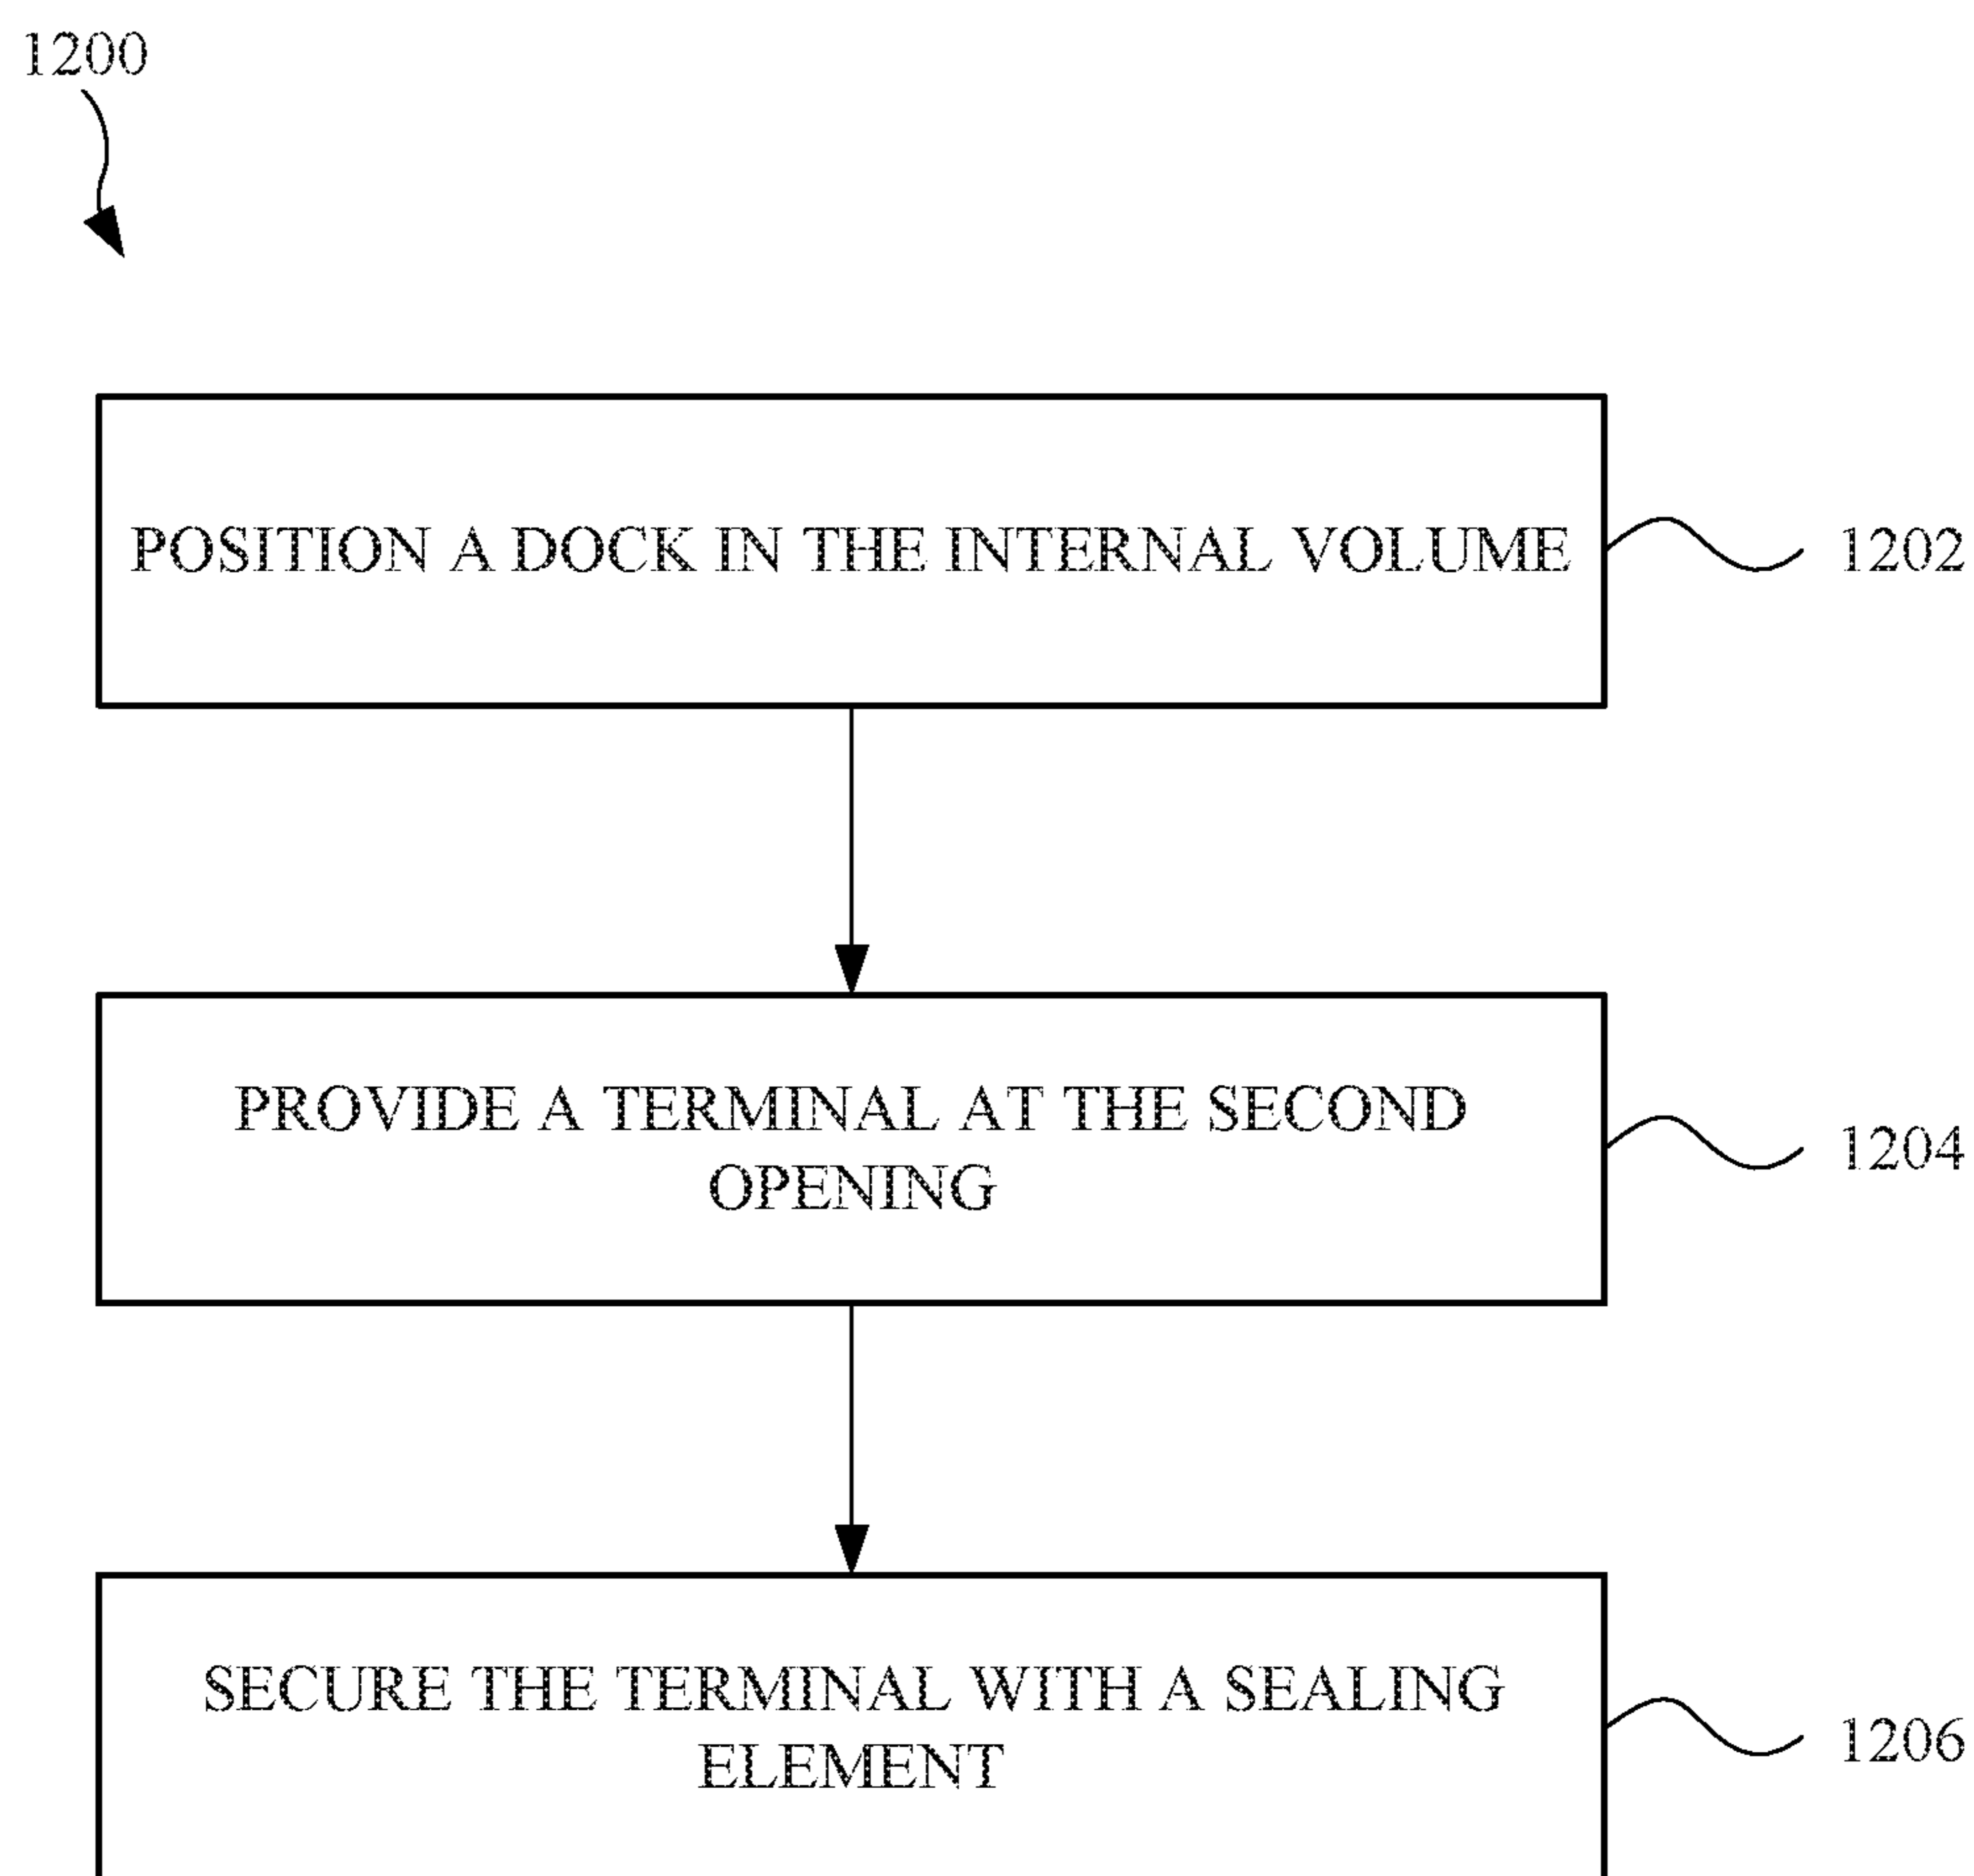 1200
POSITION A DOCK IN THE INTERNAL VOLUME
1202
PROVIDE A TERMINAL AT THE SECOND
OPENING
1204
SECURE THE TERMINAL WITH A SEALING
ELEMENT
1206